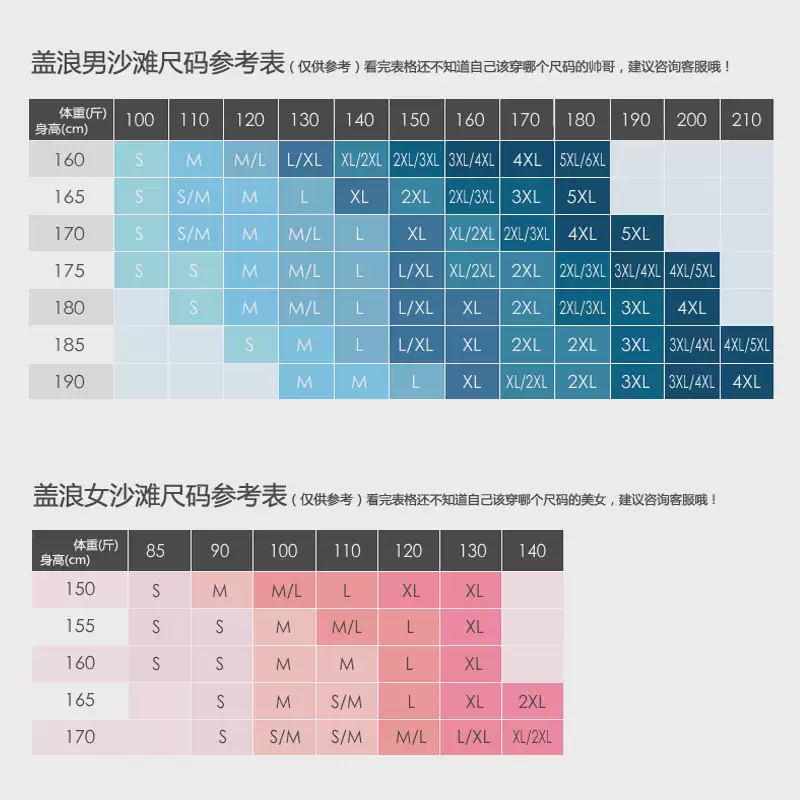 盖浪男沙滩尺码参考表（仅供参考）看完表格还不知道自己该穿哪个尺码的帅哥，建议咨询客服哦！
体重(斤) 100 110 120 130 140 150 160 170 180 190 200 210
身高(cm)
160 S M M/L L/XL XL/2XL 2XL/3XL 3XL/4XL 4XL 5XL/6XL
165 S S/M M L XL 2XL 2XL/3XL 3XL 5XL
170 S S/M M M/L L XL XL/2XL 2XL/3XL 4XL 5XL
175 S S M M/L L L/XL XL/2XL 2XL 2XL/3XL 3XL/4XL 4XL/5XL
180 S M M/L L L/XL XL 2XL 2XL/3XL 3XL 4XL
185 S M L L/XL XL 2XL 2XL 3XL 3XL/4XL 4XL/5XL
190 M M L XL XL/2XL 2XL 3XL 3XL/4XL 4XL
盖浪女沙滩尺码参考表（仅供参考）看完表格还不知道自己该穿哪个尺码的美女，建议咨询客服哦！
体重(斤) 85 90 100 110 120 130 140
身高(cm)
150 S M M/L L XL XL
155 S S M M/L L XL
160 S S M M L XL
165 S M S/M L XL 2XL
170 S S/M S/M M/L L/XL XL/2XL